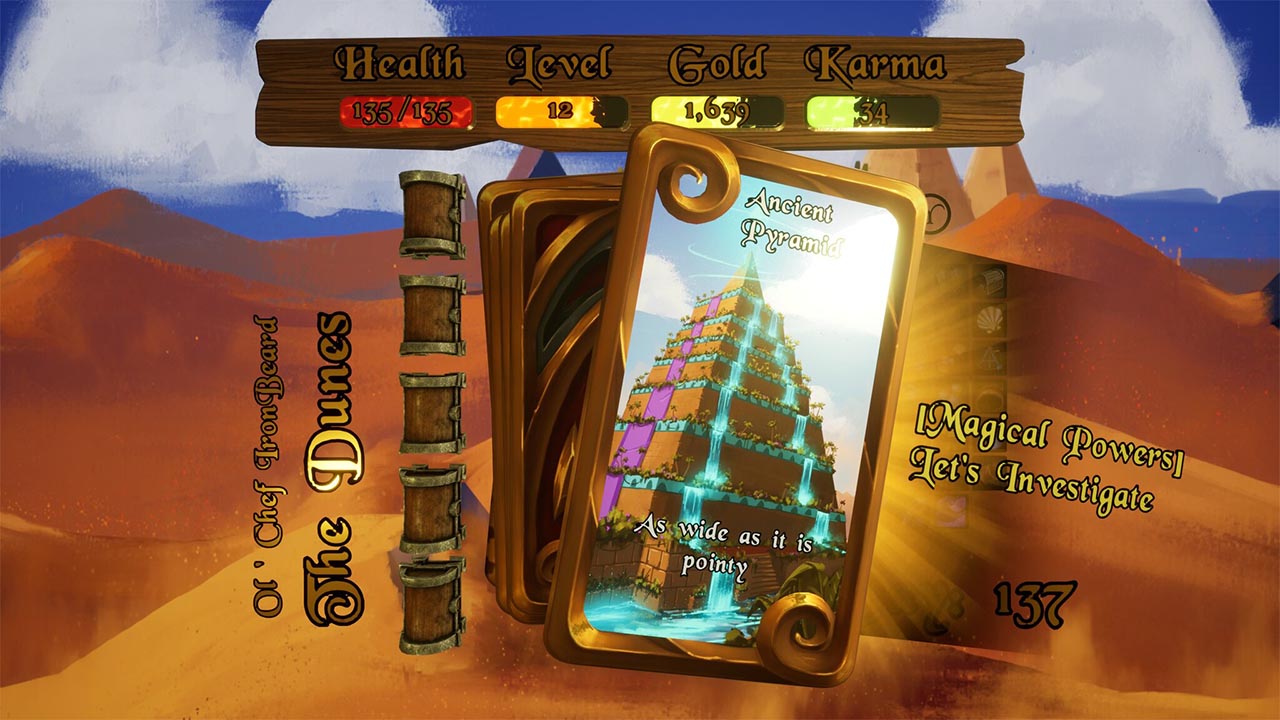 Health Level Gold Karma
135/135 12 1,639 34
Ancient
Pyramid
As wide as it is
pointy
[Magical Powers]
Let's Investigate
137
Ol' Chef IronBeard
The Dunes